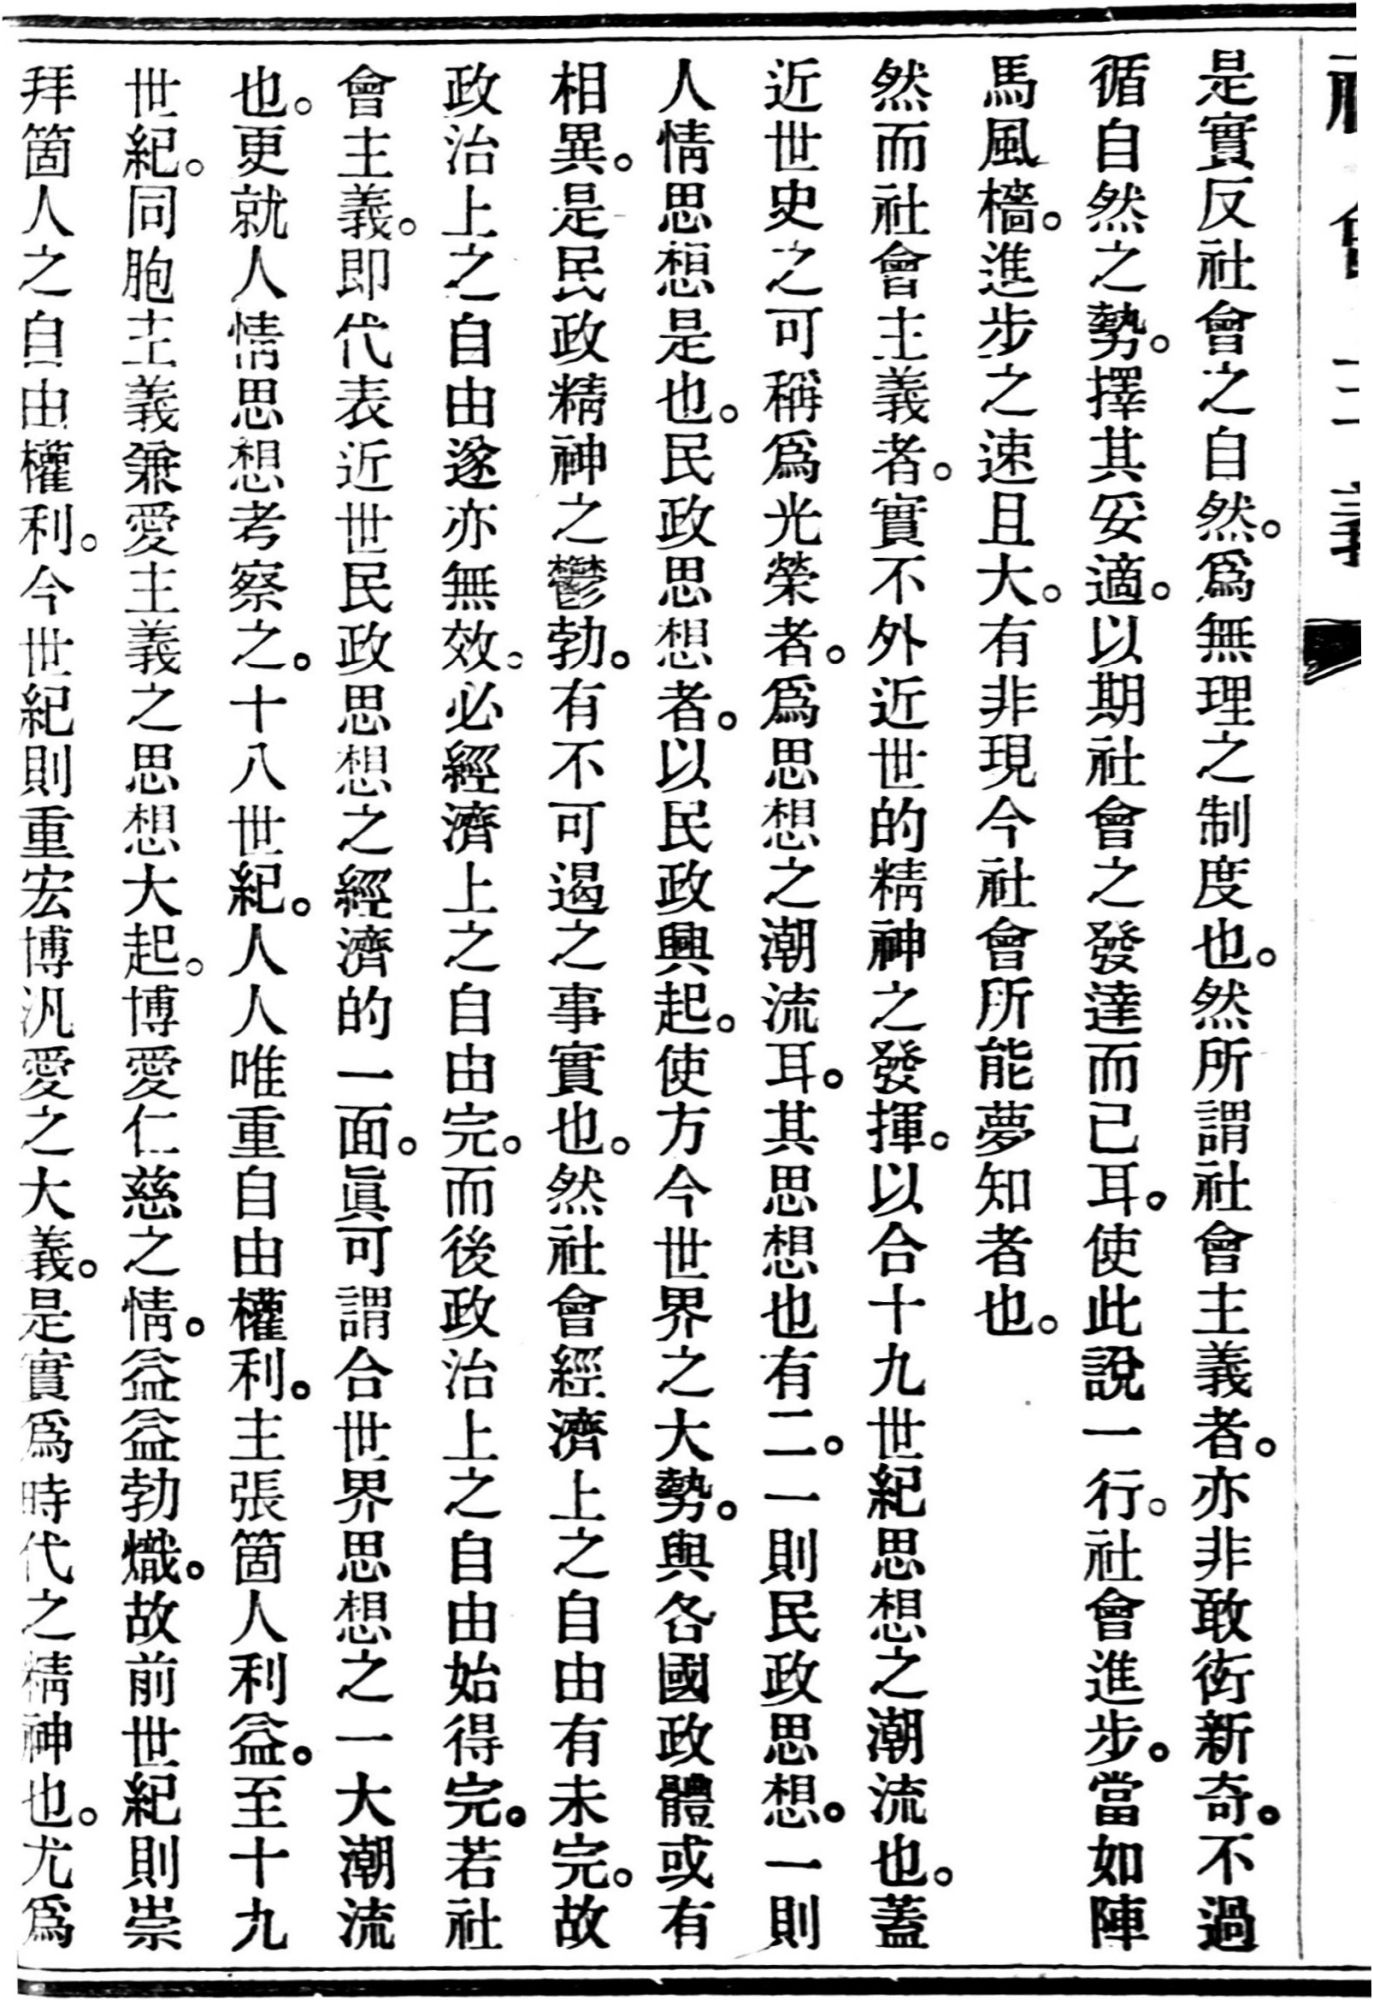 社會主義
是實反社會之自然。爲無理之制度也。然所謂社會主義者。亦非敢衒新奇。不過
循自然之勢。擇其妥適。以期社會之發達而已耳。使此說一行。社會進步。當如陣
馬風檣。進步之速且大。有非現今社會所能夢知者也。
然而社會主義者。實不外近世的精神之發揮。以合十九世紀思想之潮流也。蓋
近世史之可稱爲光榮者。爲思想之潮流耳。其思想也有二。一則民政思想。一則
人情思想是也。民政思想者。以民政興起。使方今世界之大勢。與各國政體或有
相異。是民政精神之鬱勃。有不可遏之事實也。然社會經濟上之自由有未完。故
政治上之自由遂亦無效。必經濟上之自由完。而後政治上之自由始得完。若社
會主義。即代表近世民政思想之經濟的一面。眞可謂合世界思想之一大潮流
也。更就人情思想考察之。十八世紀。人人唯重自由權利。主張箇人利益。至十九
世紀。同胞主義兼愛主義之思想大起。博愛仁慈之情。益益勃熾。故前世紀則崇
拜箇人之自由權利。今世紀則重宏博汎愛之大義。是實爲時代之精神也。尤爲